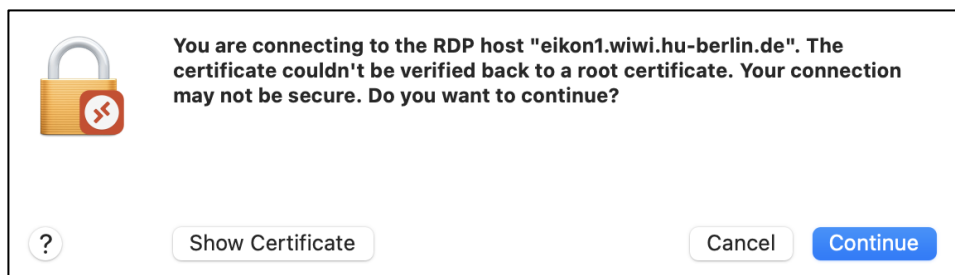 You are connecting to the RDP host "eikon1.wiwi.hu-berlin.de". The
certificate couldn't be verified back to a root certificate. Your connection
may not be secure. Do you want to continue?
?
Show Certificate
Cancel
Continue